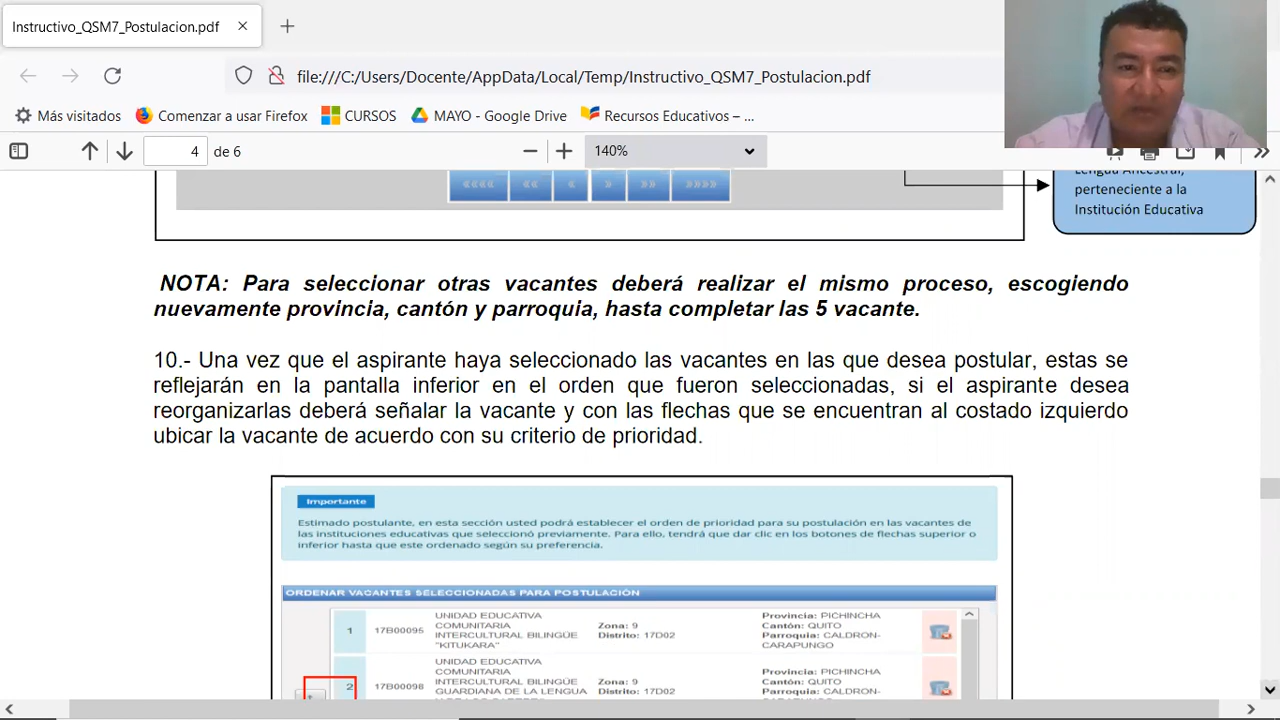 Instructivo_QSM7_Postulacion.pdf
file:///C:/Users/Docente/AppData/Local/Temp/Instructivo_QSM7_Postulacion.pdf
Más visitados Comenzar a usar Firefox CURSOS MAYO - Google Drive Recursos Educativos – ...
4 de 6 140%
Lengua Ancestral,
perteneciente a la
Institución Educativa
NOTA: Para seleccionar otras vacantes deberá realizar el mismo proceso, escogiendo
nuevamente provincia, cantón y parroquia, hasta completar las 5 vacante.
10.- Una vez que el aspirante haya seleccionado las vacantes en las que desea postular, estas se
reflejarán en la pantalla inferior en el orden que fueron seleccionadas, si el aspirante desea
reorganizarlas deberá señalar la vacante y con las flechas que se encuentran al costado izquierdo
ubicar la vacante de acuerdo con su criterio de prioridad.
Importante
Estimado postulante, en esta sección usted podrá establecer el orden de prioridad para su postulación en las vacantes de
las instituciones educativas que seleccionó previamente. Para ello, tendrá que dar clic en los botones de flechas superior o
inferior hasta que este ordenado según su preferencia.
ORDENAR VACANTES SELECCIONADAS PARA POSTULACIÓN
1 17B00095
UNIDAD EDUCATIVA
COMUNITARIA
INTERCULTURAL BILINGÜE
"KITUKARA"
Zona: 9
Distrito: 17D02
Provincia: PICHINCHA
Cantón: QUITO
Parroquia: CALDRON-
CARAPUNGO
2 17B00098
UNIDAD EDUCATIVA
COMUNITARIA
INTERCULTURAL BILINGÜE
GUARDIANA DE LA LENGUA
Zona: 9
Distrito: 17D02
Provincia: PICHINCHA
Cantón: QUITO
Parroquia: CALDRON-